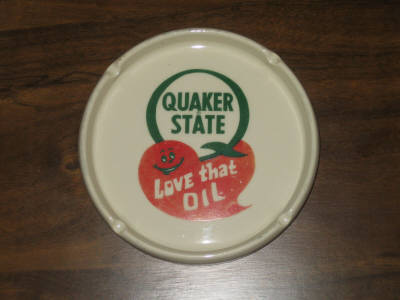 QUAKER
STATE
LOVE that
OIL